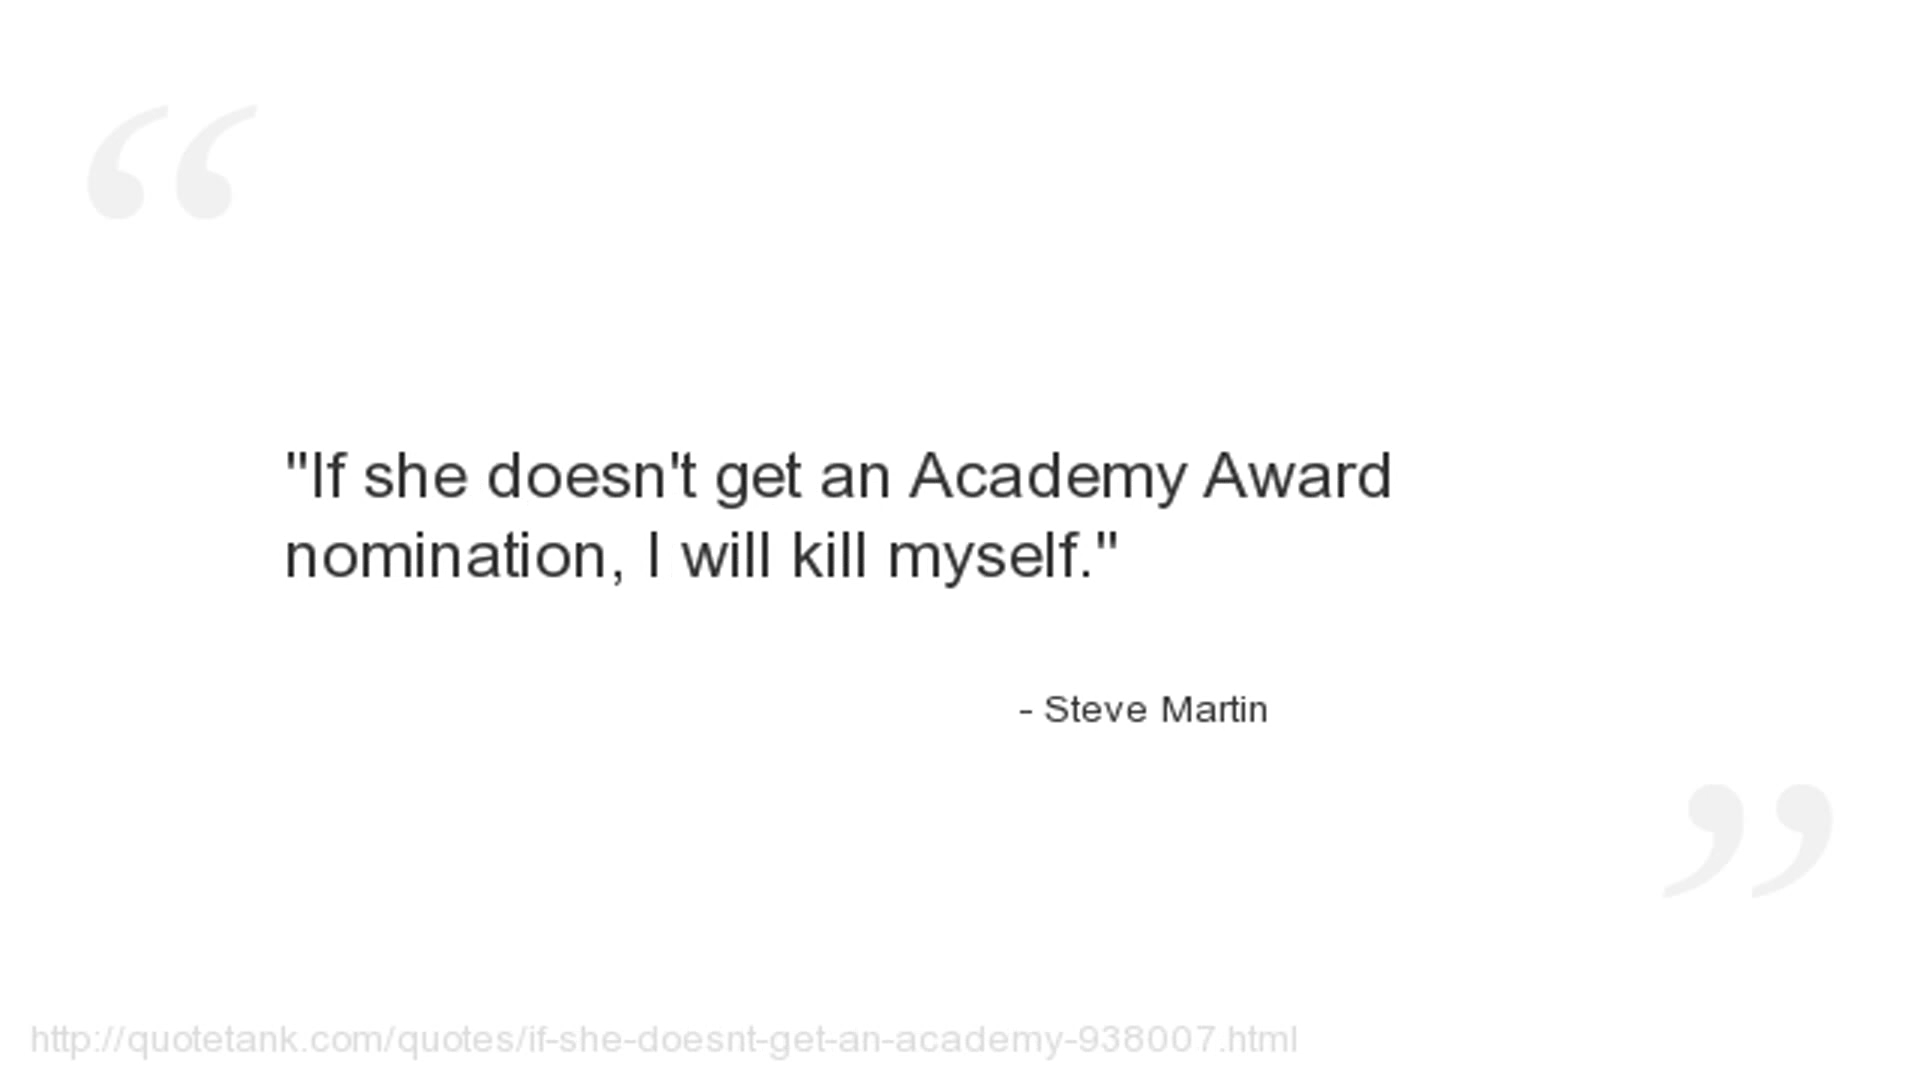 "If she doesn't get an Academy Award
nomination, I will kill myself."
- Steve Martin
http://quotetank.com/quotes/if-she-doesnt-get-an-academy-938007.html